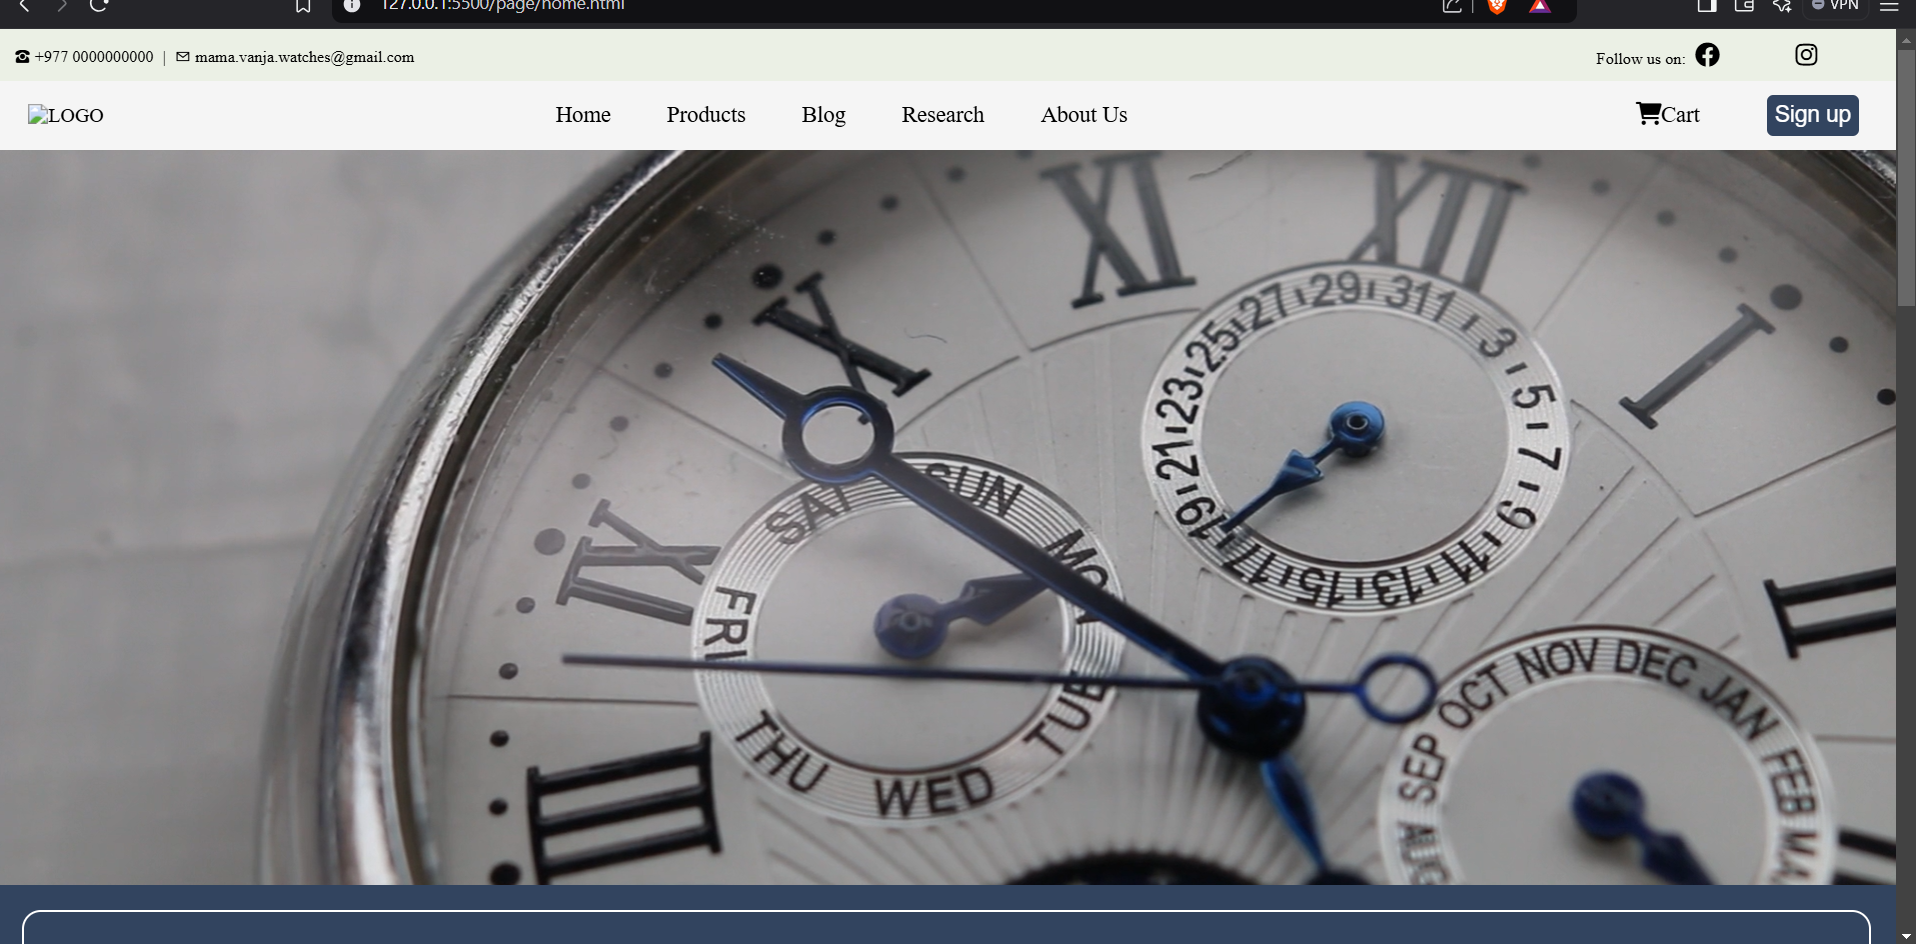 127.0.0.1:5500/page/home.html
VPN
+977 0000000000 | mama.vanja.watches@gmail.com
Follow us on:
LOGO
Home Products Blog Research About Us
Cart
Sign up
XI XII I II
X
IX
III
27 29 31 1 3 5 7 9 11 13 15 17 19 21 23 25
SAT SUN MON TUE WED THU FRI
AUG SEP OCT NOV DEC JAN FEB MA